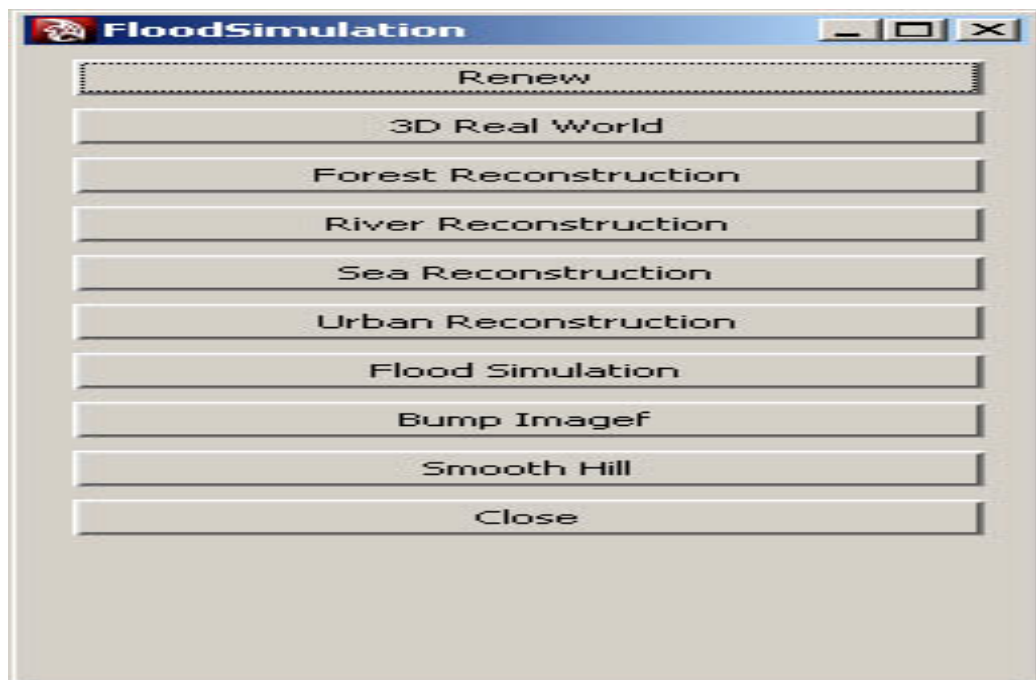 FloodSimulation
Renew
3D Real World
Forest Reconstruction
River Reconstruction
Sea Reconstruction
Urban Reconstruction
Flood Simulation
Bump Imagef
Smooth Hill
Close